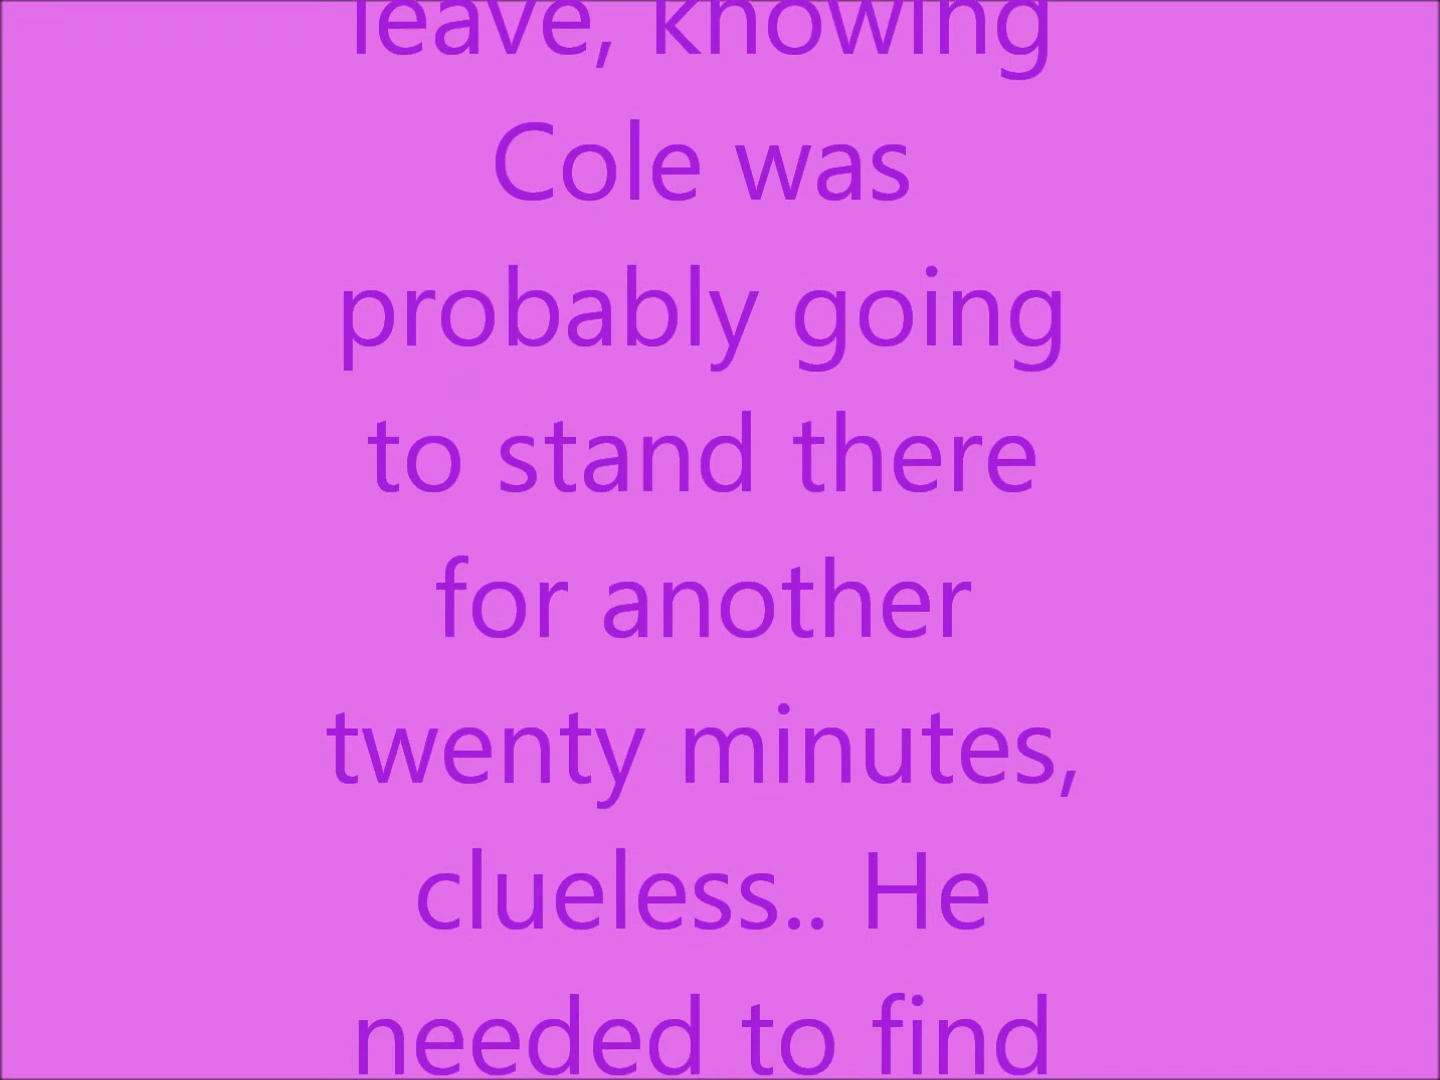 leave, knowing
Cole was
probably going
to stand there
for another
twenty minutes,
clueless.. He
needed to find